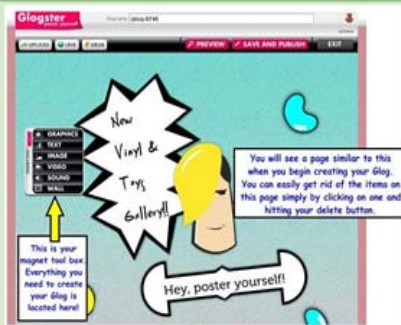 Glogster
poster yourself
PREVIEW
SAVE AND PUBLISH
EXIT
GRAPHICS
TEXT
IMAGE
VIDEO
SOUND
WALL
New
Vinyl &
Toys
Gallery!!
You will see a page similar to this
when you begin creating your Glog.
You can easily get rid of the items on
this page simply by clicking on one and
hitting your delete button.
This is your
magnet tool box.
Everything you
need to create
your Glog is
located here!
Hey, poster yourself!